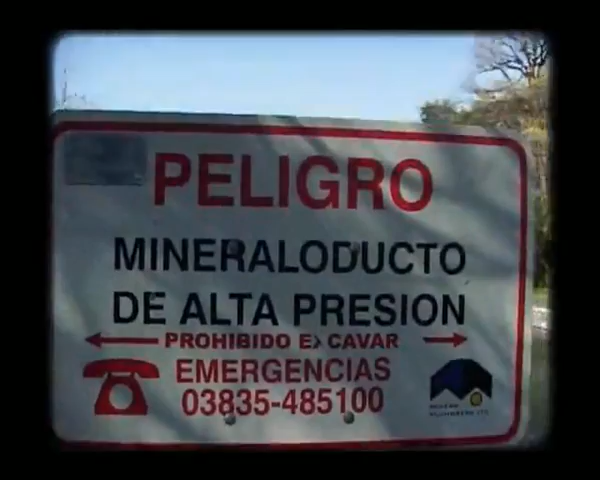 PELIGRO
MINERALODUCTO
DE ALTA PRESION
PROHIBIDO EXCAVAR
EMERGENCIAS
03835-485100